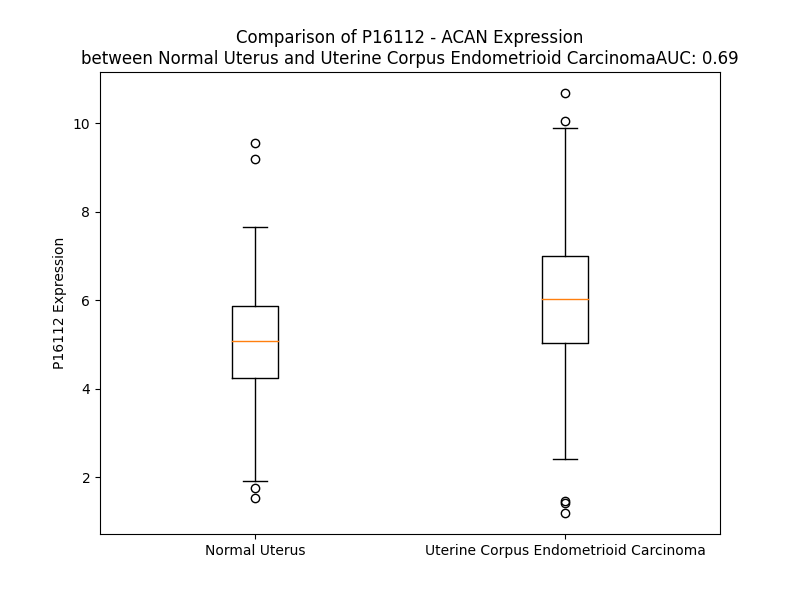 Comparison of P16112 - ACAN Expression
between Normal Uterus and Uterine Corpus Endometrioid CarcinomaAUC: 0.69
10
8
6
4
2
P16112 Expression
Normal Uterus
Uterine Corpus Endometrioid Carcinoma